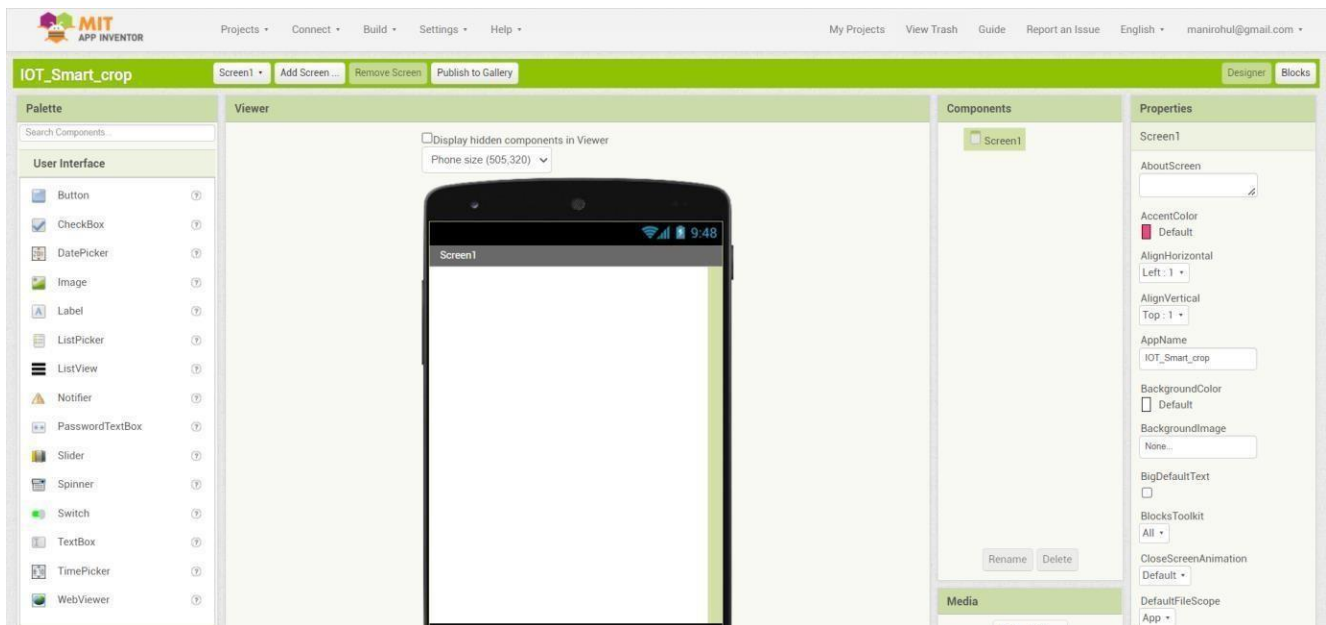 MIT
APP INVENTOR
Projects Connect Build Settings Help My Projects View Trash Guide Report an Issue English manirohul@gmail.com
IOT_Smart_crop Screen1 Add Screen ... Remove Screen Publish to Gallery Designer Blocks
Palette
Search Components...
User Interface
Button
CheckBox
DatePicker
Image
Label
ListPicker
ListView
Notifier
PasswordTextBox
Slider
Spinner
Switch
TextBox
TimePicker
WebViewer
Viewer
Display hidden components in Viewer
Phone size (505,320)
9:48
Screen1
Components
Screen1
Rename Delete
Media
Properties
Screen1
AboutScreen
AccentColor
Default
AlignHorizontal
Left : 1
AlignVertical
Top : 1
AppName
IOT_Smart_crop
BackgroundColor
Default
BackgroundImage
None...
BigDefaultText
BlocksToolkit
All
CloseScreenAnimation
Default
DefaultFileScope
App